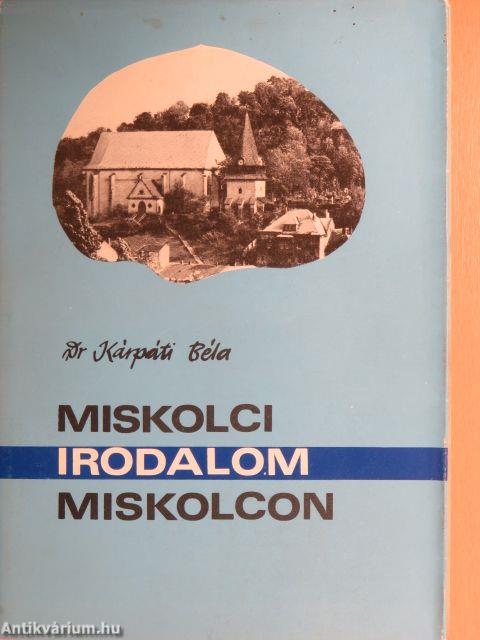 Dr Kárpáti Béla
MISKOLCI
IRODALOM
MISKOLCON
Antikvárium.hu